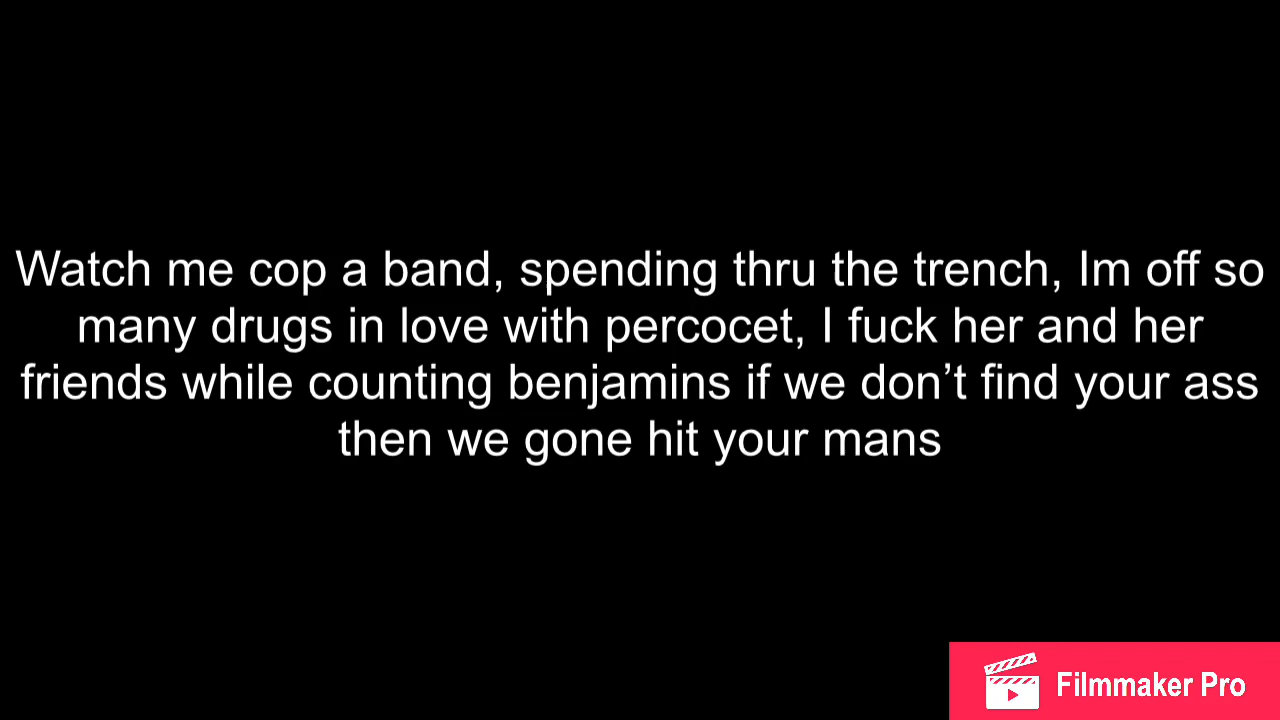 Watch me cop a band, spending thru the trench, Im off so
many drugs in love with percocet, I fuck her and her
friends while counting benjamins if we don’t find your ass
then we gone hit your mans
Filmmaker Pro